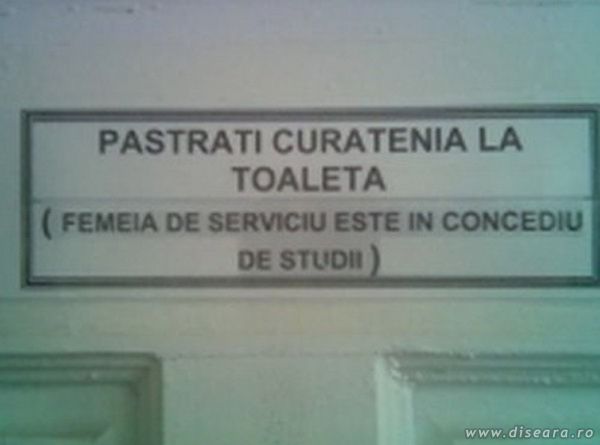 PASTRATI CURATENIA LA
TOALETA
( FEMEIA DE SERVICIU ESTE IN CONCEDIU
DE STUDII )
www.diseara.ro